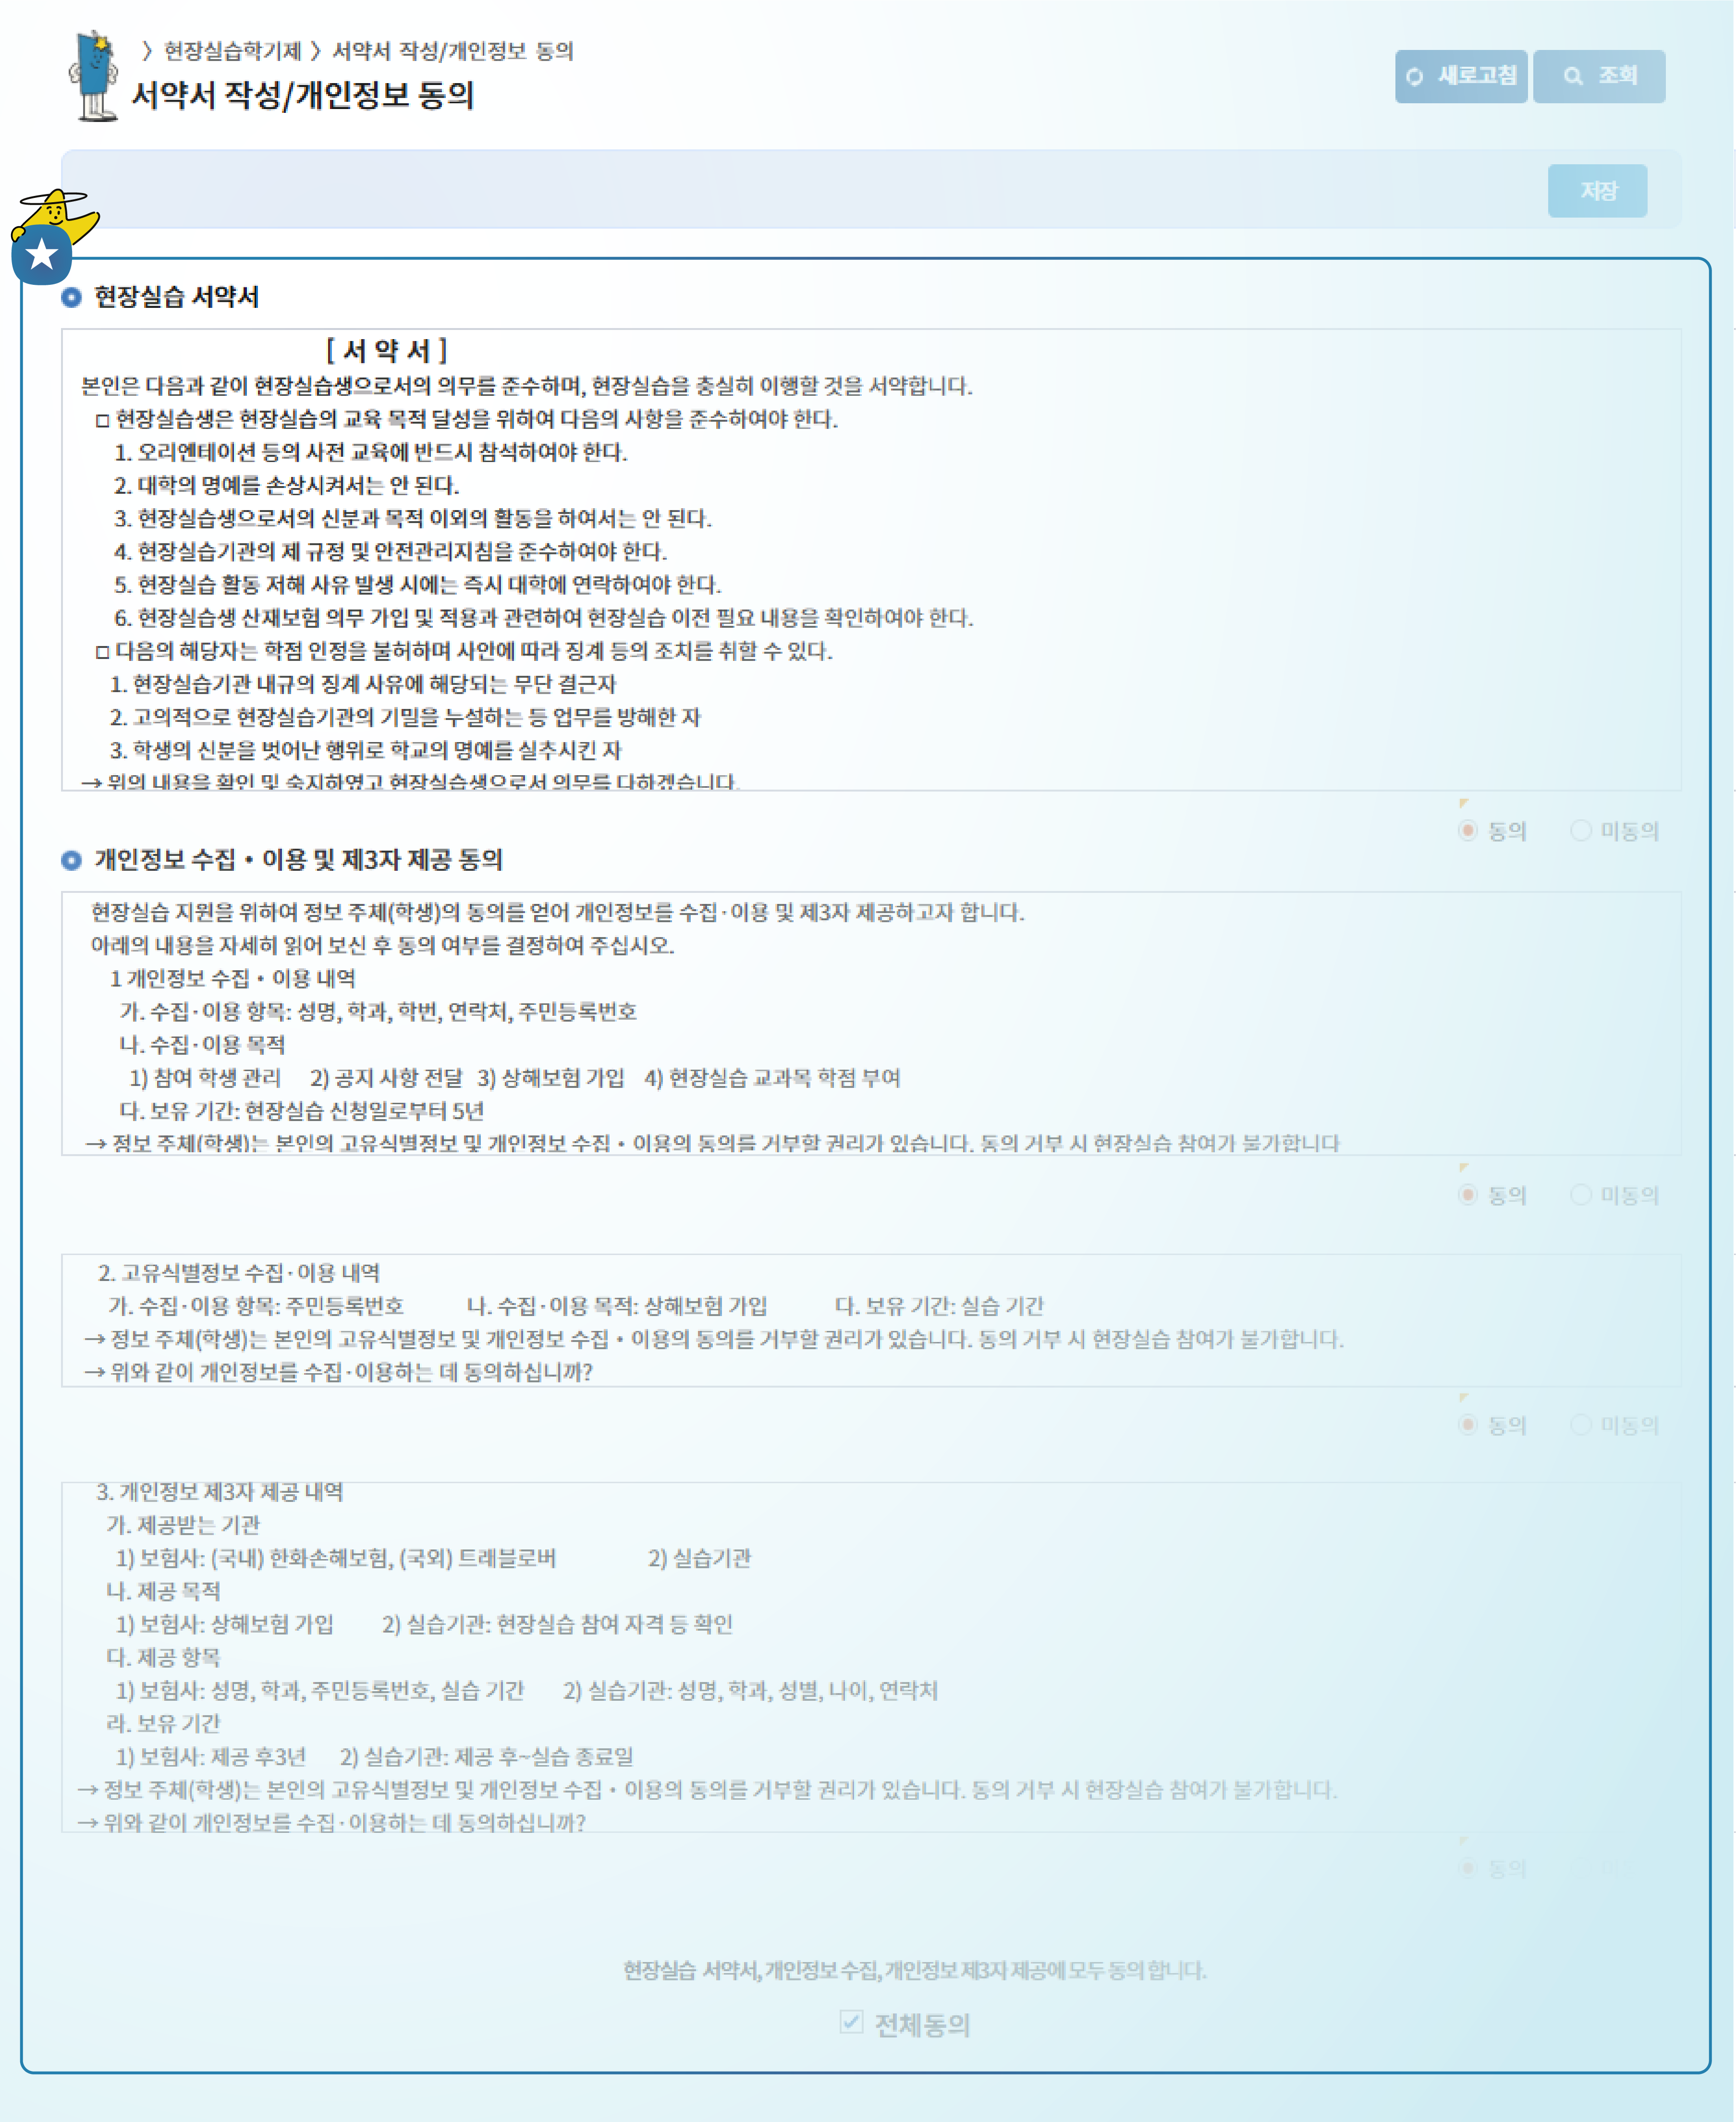 〉 현장실습학기제 〉 서약서 작성/개인정보 동의
서약서 작성/개인정보 동의
새로고침
조회
저장
현장실습 서약서
[ 서 약 서 ]
본인은 다음과 같이 현장실습생으로서의 의무를 준수하며, 현장실습을 충실히 이행할 것을 서약합니다.
□ 현장실습생은 현장실습의 교육 목적 달성을 위하여 다음의 사항을 준수하여야 한다.
1. 오리엔테이션 등의 사전 교육에 반드시 참석하여야 한다.
2. 대학의 명예를 손상시켜서는 안 된다.
3. 현장실습생으로서의 신분과 목적 이외의 활동을 하여서는 안 된다.
4. 현장실습기관의 제 규정 및 안전관리지침을 준수하여야 한다.
5. 현장실습 활동 저해 사유 발생 시에는 즉시 대학에 연락하여야 한다.
6. 현장실습생 산재보험 의무 가입 및 적용과 관련하여 현장실습 이전 필요 내용을 확인하여야 한다.
□ 다음의 해당자는 학점 인정을 불허하며 사안에 따라 징계 등의 조치를 취할 수 있다.
1. 현장실습기관 내규의 징계 사유에 해당되는 무단 결근자
2. 고의적으로 현장실습기관의 기밀을 누설하는 등 업무를 방해한 자
3. 학생의 신분을 벗어난 행위로 학교의 명예를 실추시킨 자
→ 위의 내용을 확인 및 숙지하였고 현장실습생으로서 의무를 다하겠습니다.
동의 미동의
개인정보 수집 • 이용 및 제3자 제공 동의
현장실습 지원을 위하여 정보 주체(학생)의 동의를 얻어 개인정보를 수집·이용 및 제3자 제공하고자 합니다.
아래의 내용을 자세히 읽어 보신 후 동의 여부를 결정하여 주십시오.
1 개인정보 수집 • 이용 내역
가. 수집·이용 항목: 성명, 학과, 학번, 연락처, 주민등록번호
나. 수집·이용 목적
1) 참여 학생 관리 2) 공지 사항 전달 3) 상해보험 가입 4) 현장실습 교과목 학점 부여
다. 보유 기간: 현장실습 신청일로부터 5년
→ 정보 주체(학생)는 본인의 고유식별정보 및 개인정보 수집 • 이용의 동의를 거부할 권리가 있습니다. 동의 거부 시 현장실습 참여가 불가합니다
동의 미동의
2. 고유식별정보 수집·이용 내역
가. 수집·이용 항목: 주민등록번호 나. 수집·이용 목적: 상해보험 가입 다. 보유 기간: 실습 기간
→ 정보 주체(학생)는 본인의 고유식별정보 및 개인정보 수집 • 이용의 동의를 거부할 권리가 있습니다. 동의 거부 시 현장실습 참여가 불가합니다.
→ 위와 같이 개인정보를 수집·이용하는 데 동의하십니까?
동의 미동의
3. 개인정보 제3자 제공 내역
가. 제공받는 기관
1) 보험사: (국내) 한화손해보험, (국외) 트래블로버 2) 실습기관
나. 제공 목적
1) 보험사: 상해보험 가입 2) 실습기관: 현장실습 참여 자격 등 확인
다. 제공 항목
1) 보험사: 성명, 학과, 주민등록번호, 실습 기간 2) 실습기관: 성명, 학과, 성별, 나이, 연락처
라. 보유 기간
1) 보험사: 제공 후3년 2) 실습기관: 제공 후~실습 종료일
→ 정보 주체(학생)는 본인의 고유식별정보 및 개인정보 수집 • 이용의 동의를 거부할 권리가 있습니다. 동의 거부 시 현장실습 참여가 불가합니다.
→ 위와 같이 개인정보를 수집·이용하는 데 동의하십니까?
동의
현장실습 서약서, 개인정보 수집, 개인정보 제3자 제공에 모두 동의 합니다.
전체동의